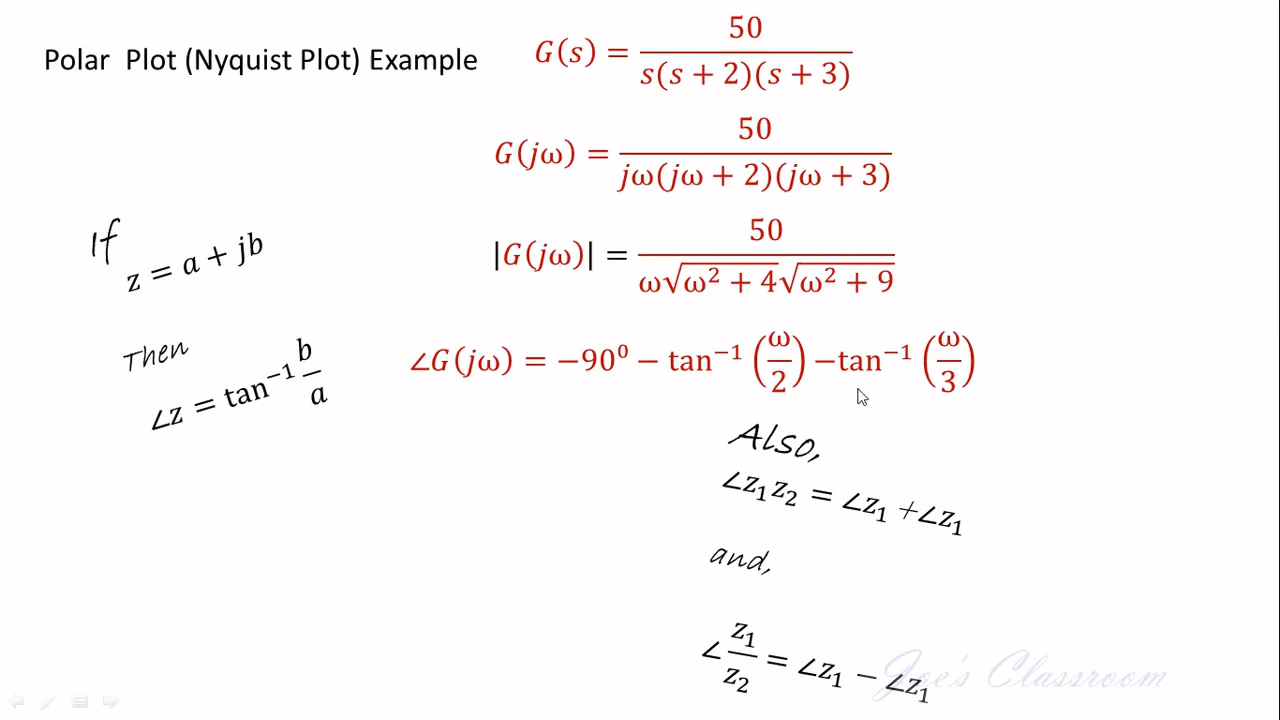 Polar Plot (Nyquist Plot) Example
G(s) = 50 / s(s + 2)(s + 3)
G(jω) = 50 / jω(jω + 2)(jω + 3)
If
z = a + jb
|G(jω)| = 50 / ω√(ω² + 4)√(ω² + 9)
Then
∠z = tan⁻¹ b/a
∠G(jω) = −90⁰ − tan⁻¹ (ω/2) −tan⁻¹ (ω/3)
Also,
∠z₁z₂ = ∠z₁ +∠z₁
and,
∠ z₁/z₂ = ∠z₁ − ∠z₁
Joe's Classroom